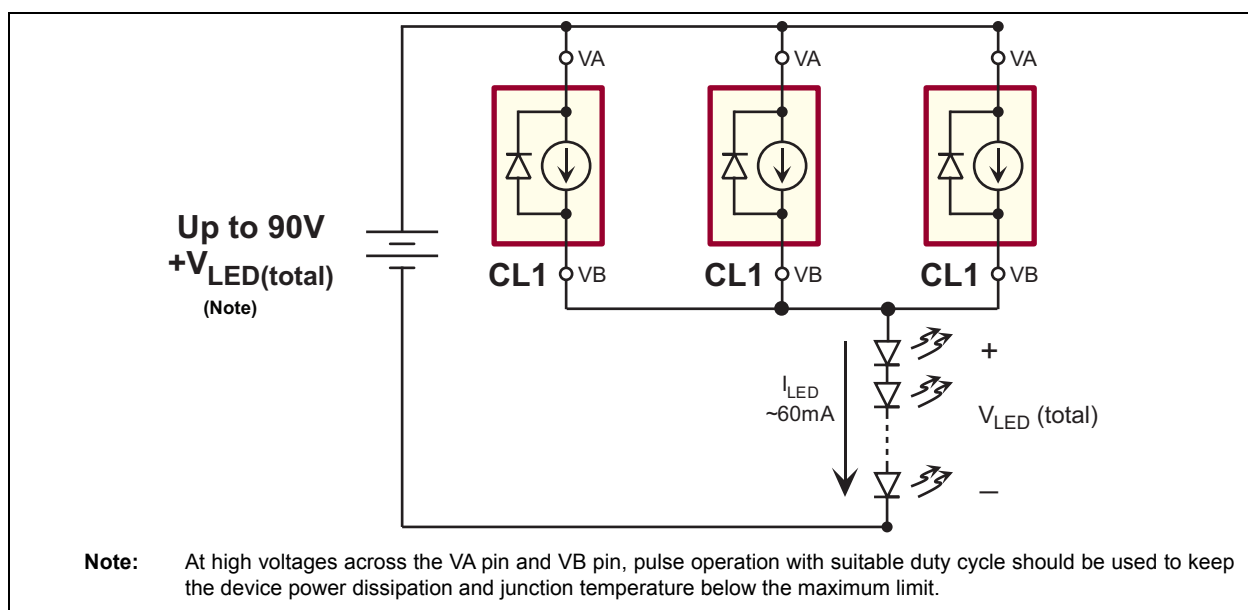 VA
VA
VA
Up to 90V
+VLED(total)
(Note)
CL1
VB
CL1
VB
CL1
VB
+
ILED
~60mA
VLED (total)
–
Note: At high voltages across the VA pin and VB pin, pulse operation with suitable duty cycle should be used to keep
the device power dissipation and junction temperature below the maximum limit.